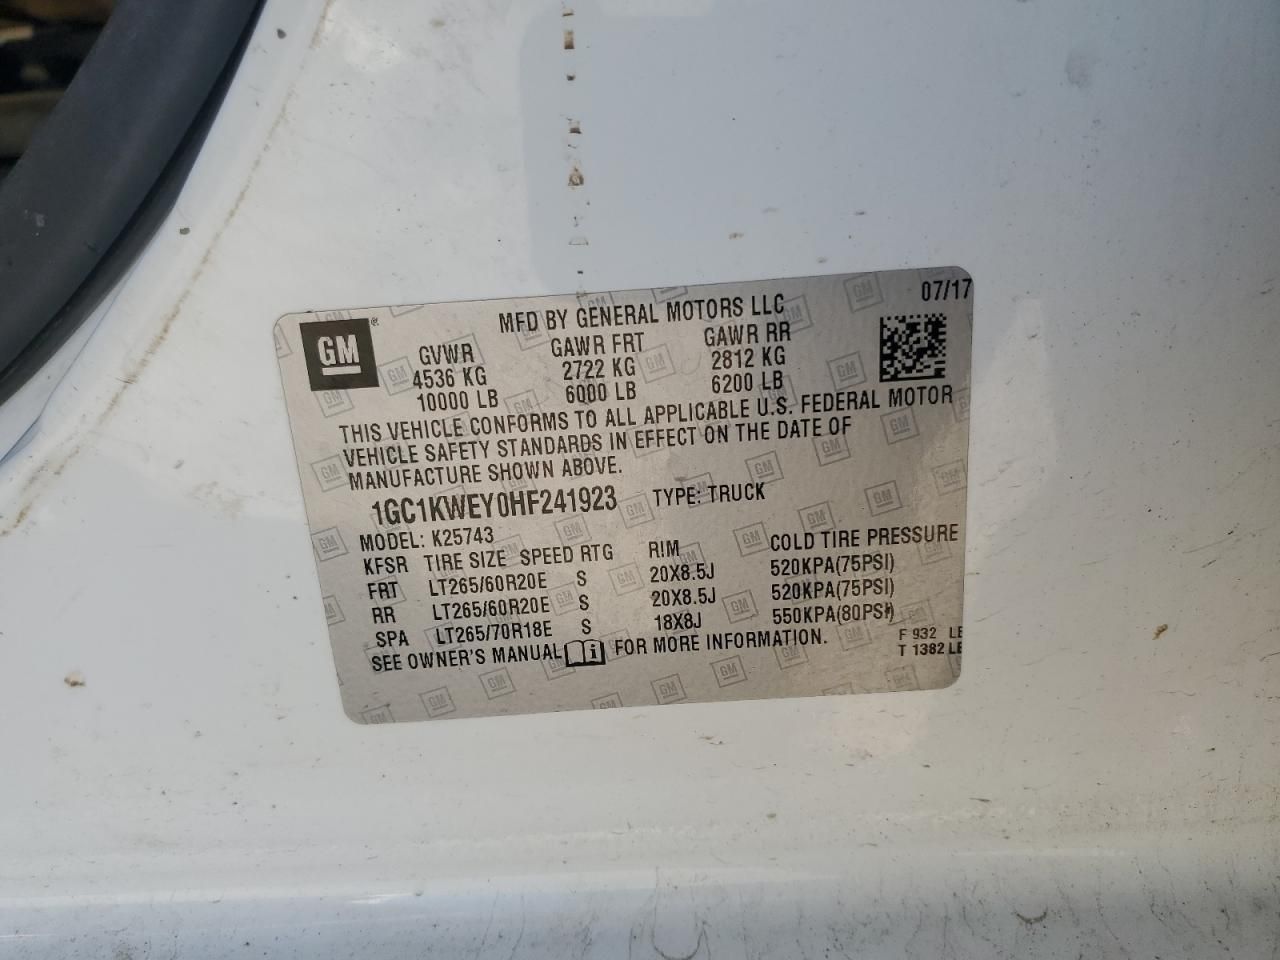 07/17
GM
MFD BY GENERAL MOTORS LLC
GVWR GAWR FRT GAWR RR
4536 KG 2722 KG 2812 KG
10000 LB 6000 LB 6200 LB
THIS VEHICLE CONFORMS TO ALL APPLICABLE U.S. FEDERAL MOTOR
VEHICLE SAFETY STANDARDS IN EFFECT ON THE DATE OF
MANUFACTURE SHOWN ABOVE.
1GC1KWEY0HF241923 TYPE: TRUCK
MODEL: K25743
KFSR TIRE SIZE SPEED RTG RIM COLD TIRE PRESSURE
FRT LT265/60R20E S 20X8.5J 520KPA(75PSI)
RR LT265/60R20E S 20X8.5J 520KPA(75PSI)
SPA LT265/70R18E S 18X8J 550KPA(80PSI)
SEE OWNER'S MANUAL i FOR MORE INFORMATION.
F 932 LB
T 1382 LB